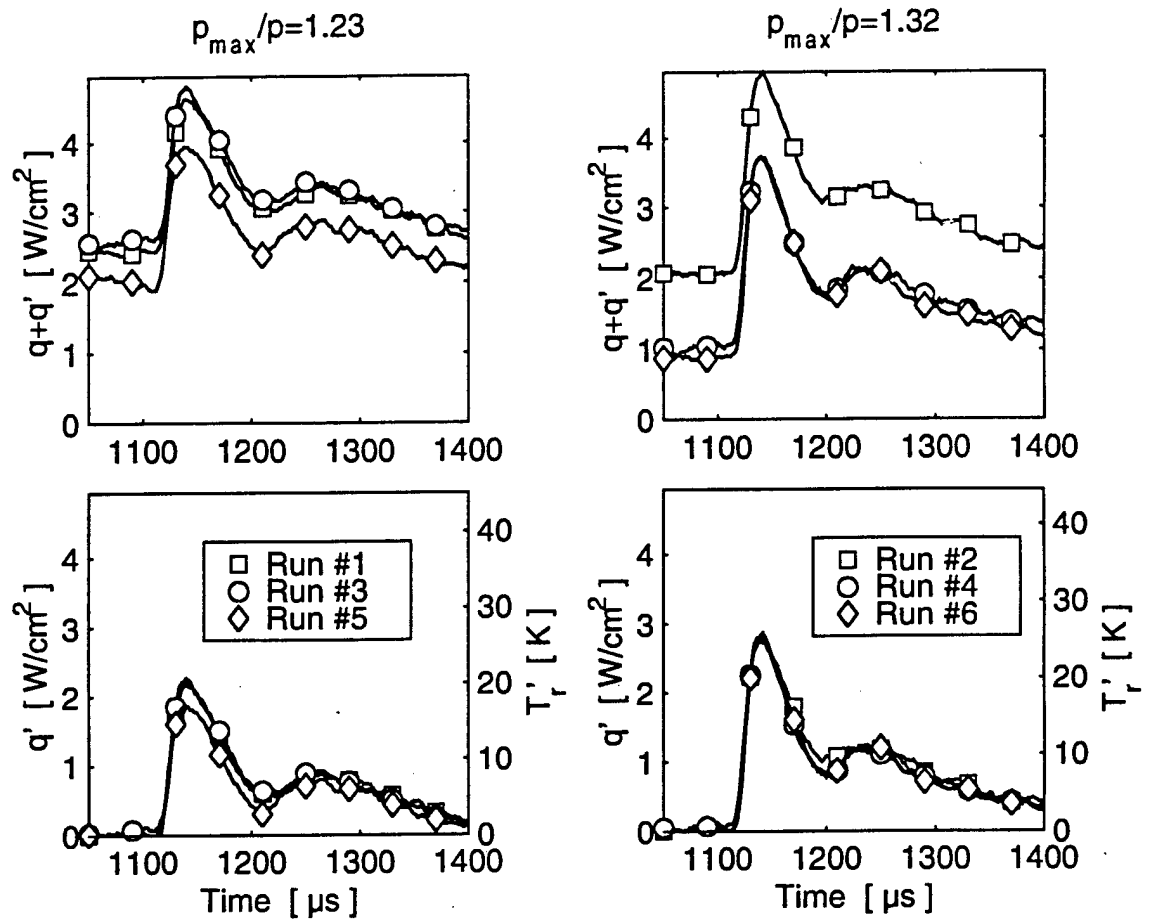 p_max/p=1.23
p_max/p=1.32
q+q' [ W/cm²]
4
3
2
1
0
1100 1200 1300 1400
q+q' [ W/cm²]
4
3
2
1
0
1100 1200 1300 1400
q' [ W/cm²]
4
3
2
1
0
Run #1
Run #3
Run #5
40
30
20
10
0
T_r' [ K ]
1100 1200 1300 1400
Time [ µs ]
q' [ W/cm²]
4
3
2
1
0
Run #2
Run #4
Run #6
40
30
20
10
0
T_r' [ K ]
1100 1200 1300 1400
Time [ µs ]